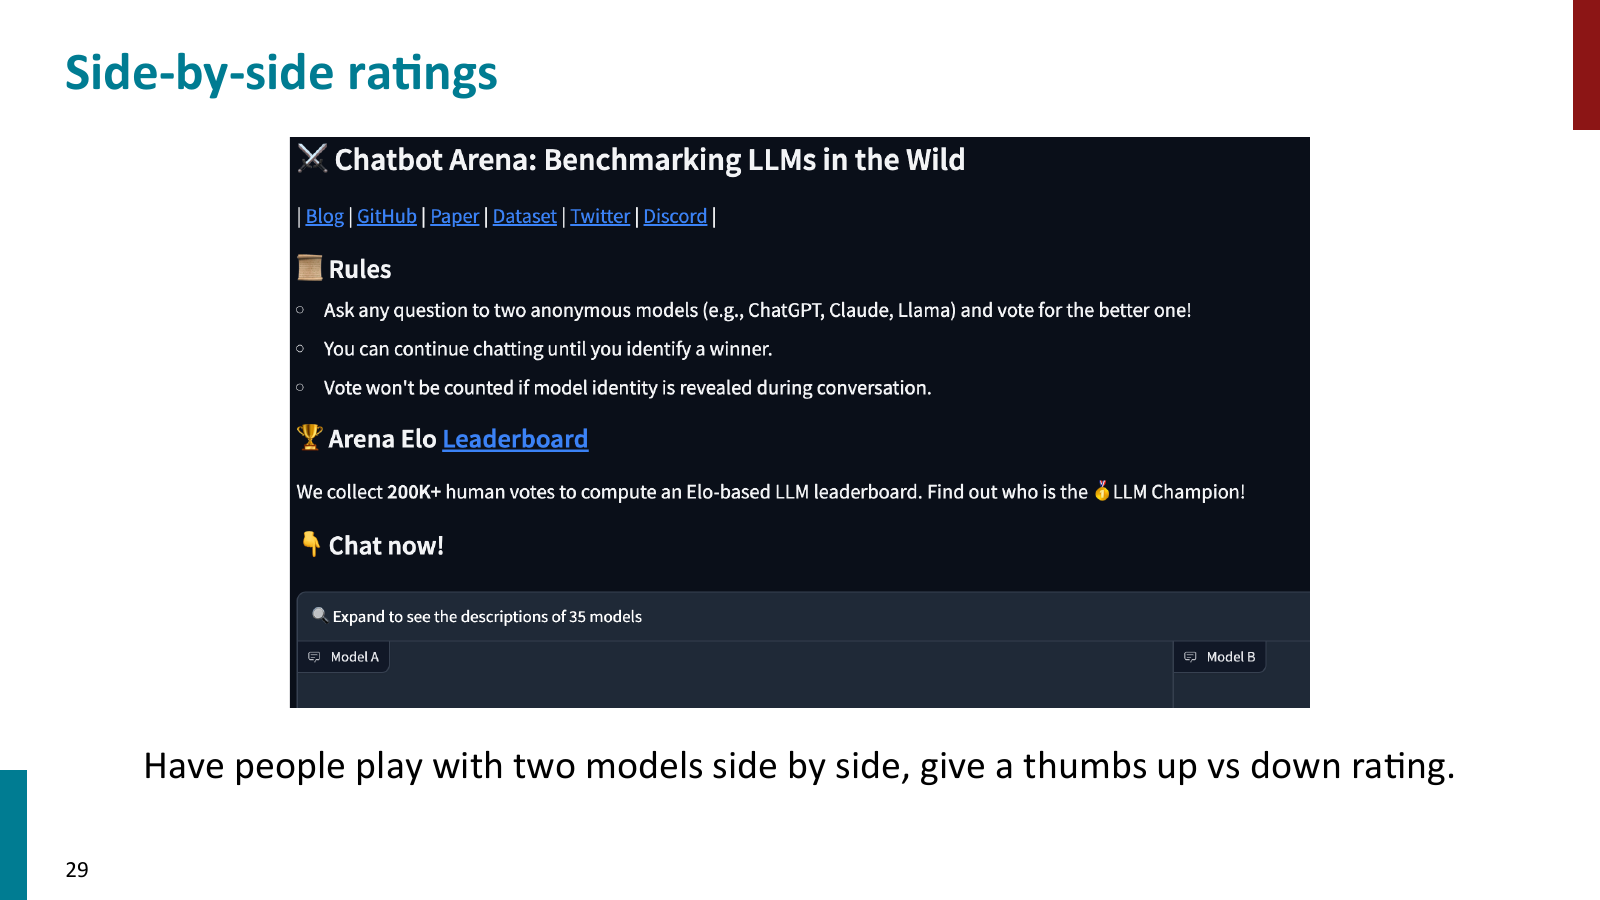 Side-by-side ratings
⚔️ Chatbot Arena: Benchmarking LLMs in the Wild
| Blog | GitHub | Paper | Dataset | Twitter | Discord |
📜 Rules
○ Ask any question to two anonymous models (e.g., ChatGPT, Claude, Llama) and vote for the better one!
○ You can continue chatting until you identify a winner.
○ Vote won't be counted if model identity is revealed during conversation.
🏆 Arena Elo Leaderboard
We collect 200K+ human votes to compute an Elo-based LLM leaderboard. Find out who is the 🥇LLM Champion!
👇 Chat now!
🔍 Expand to see the descriptions of 35 models
Model A
Model B
Have people play with two models side by side, give a thumbs up vs down rating.
29